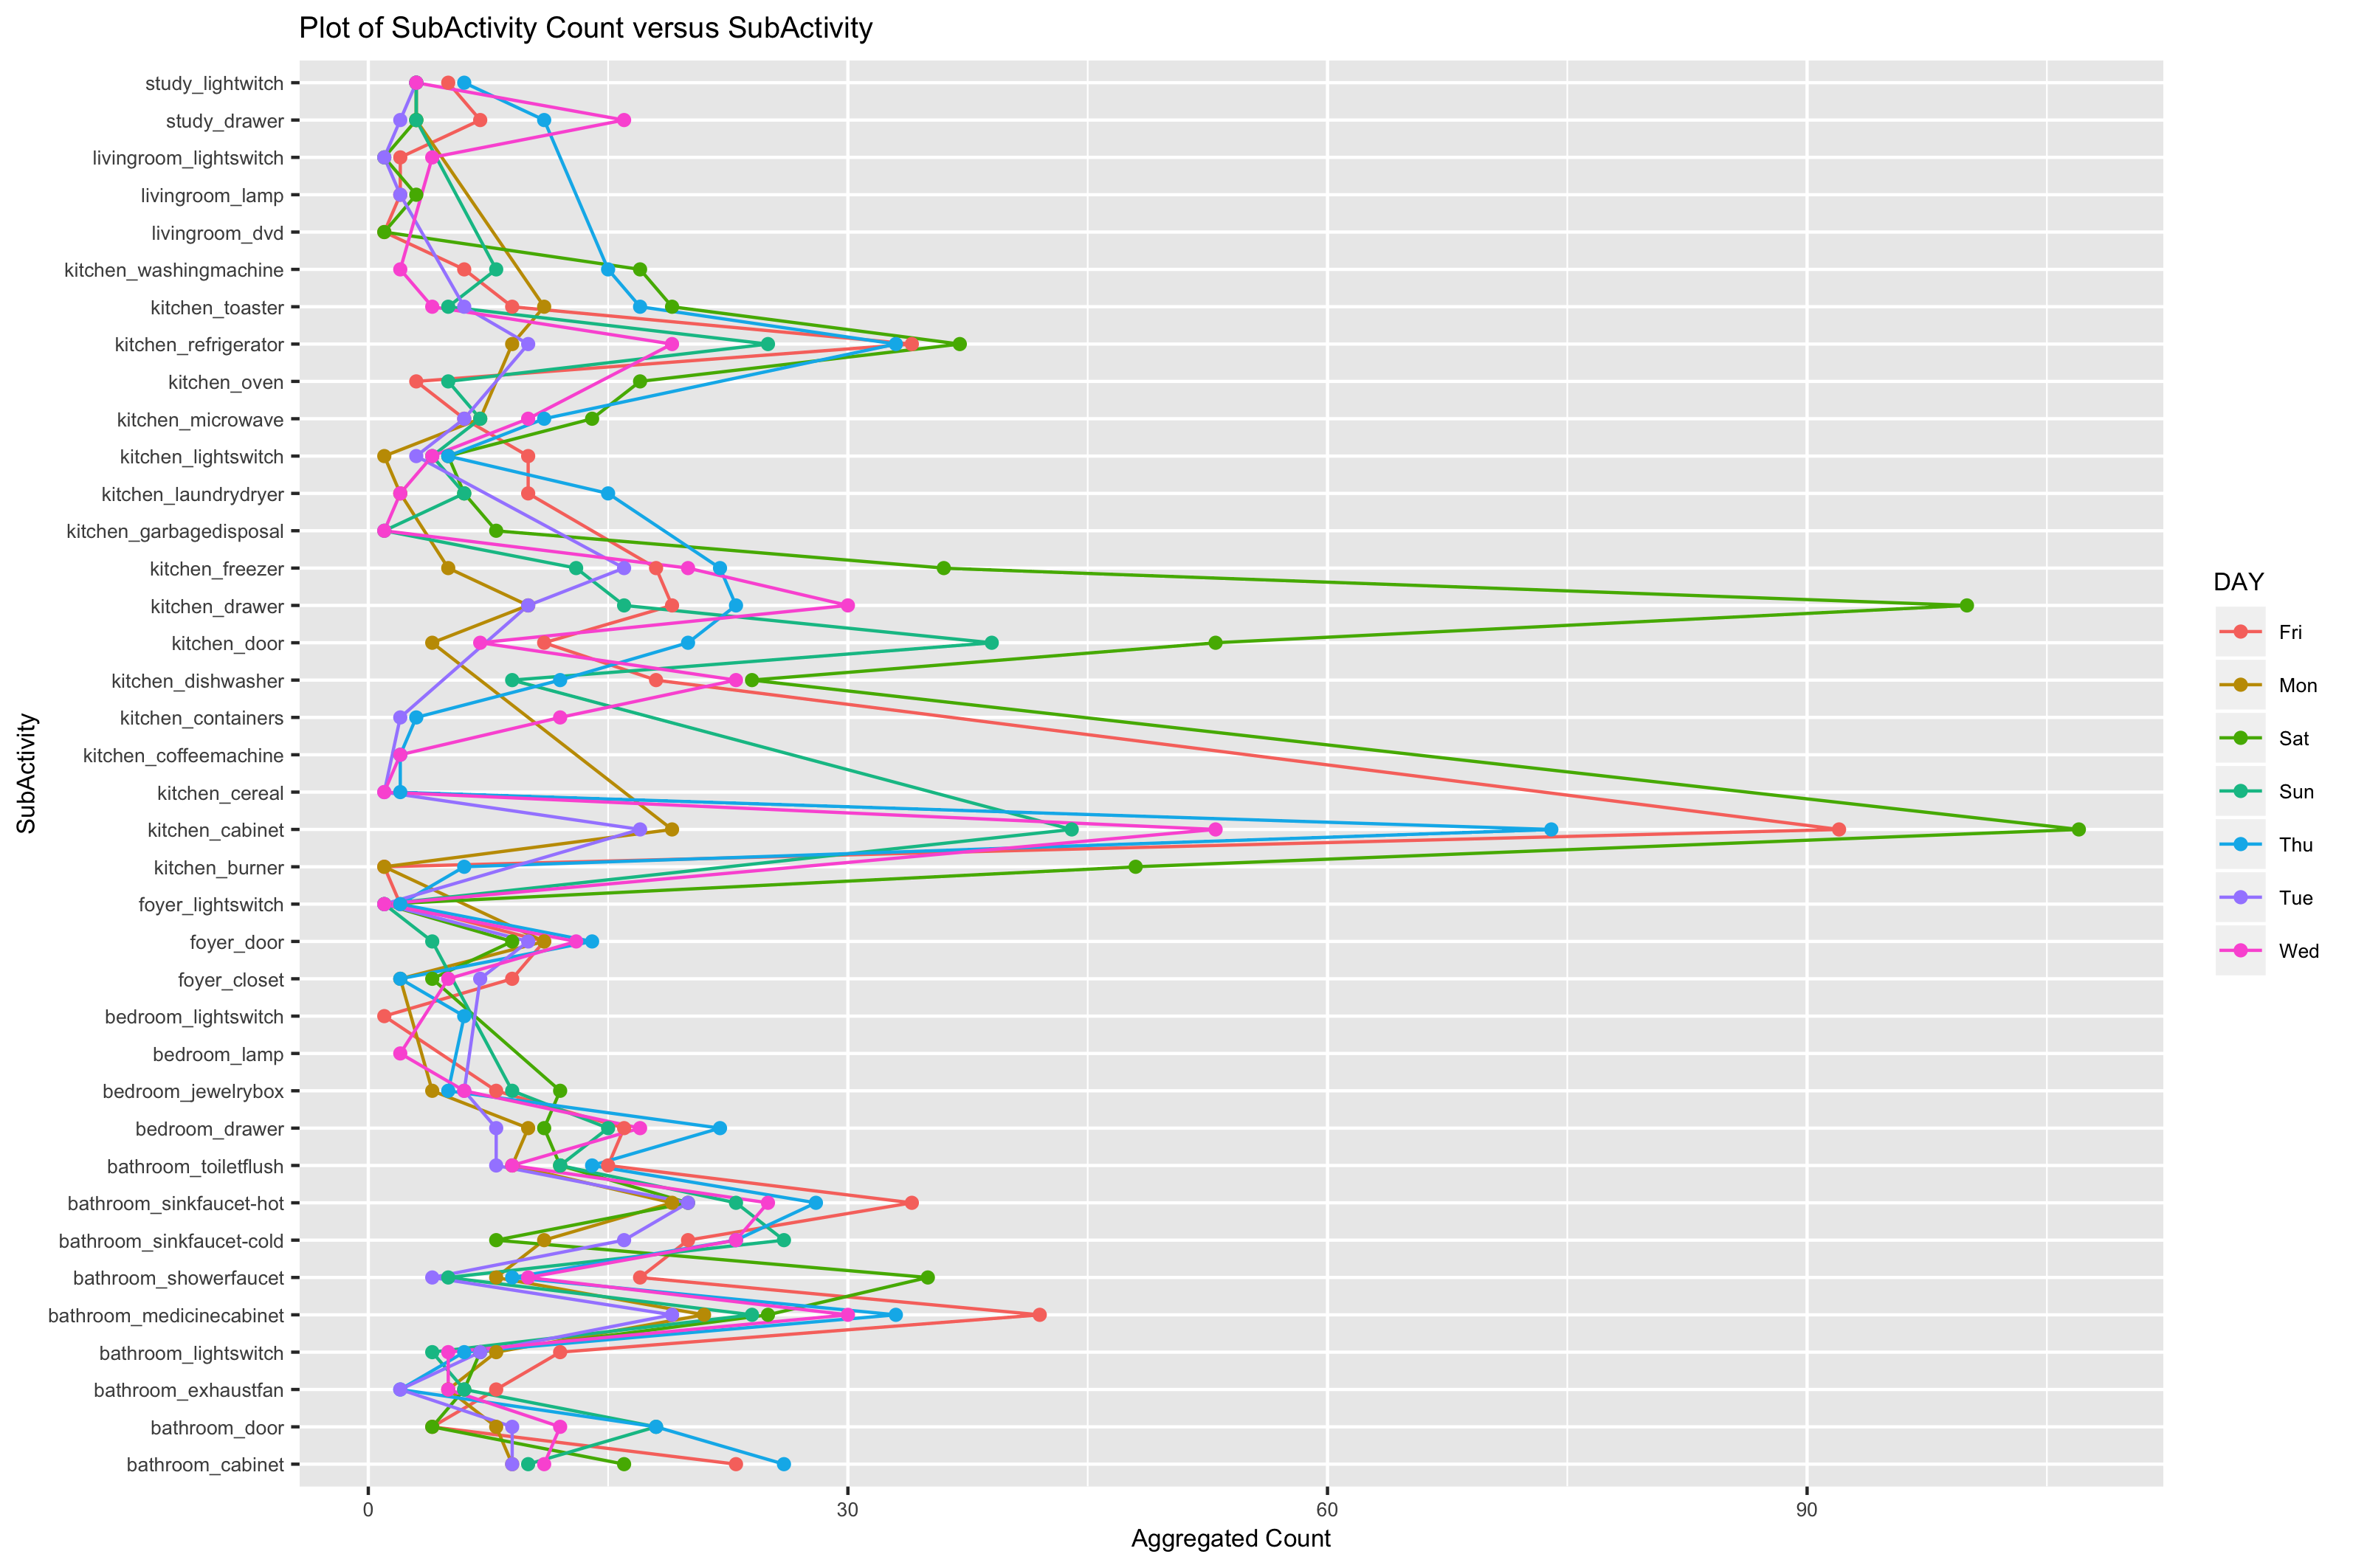 Plot of SubActivity Count versus SubActivity
study_lightwitch
study_drawer
livingroom_lightswitch
livingroom_lamp
livingroom_dvd
kitchen_washingmachine
kitchen_toaster
kitchen_refrigerator
kitchen_oven
kitchen_microwave
kitchen_lightswitch
kitchen_laundrydryer
kitchen_garbagedisposal
kitchen_freezer
kitchen_drawer
kitchen_door
kitchen_dishwasher
kitchen_containers
kitchen_coffeemachine
kitchen_cereal
kitchen_cabinet
kitchen_burner
foyer_lightswitch
foyer_door
foyer_closet
bedroom_lightswitch
bedroom_lamp
bedroom_jewelrybox
bedroom_drawer
bathroom_toiletflush
bathroom_sinkfaucet-hot
bathroom_sinkfaucet-cold
bathroom_showerfaucet
bathroom_medicinecabinet
bathroom_lightswitch
bathroom_exhaustfan
bathroom_door
bathroom_cabinet
SubActivity
0 30 60 90
Aggregated Count
DAY
Fri
Mon
Sat
Sun
Thu
Tue
Wed